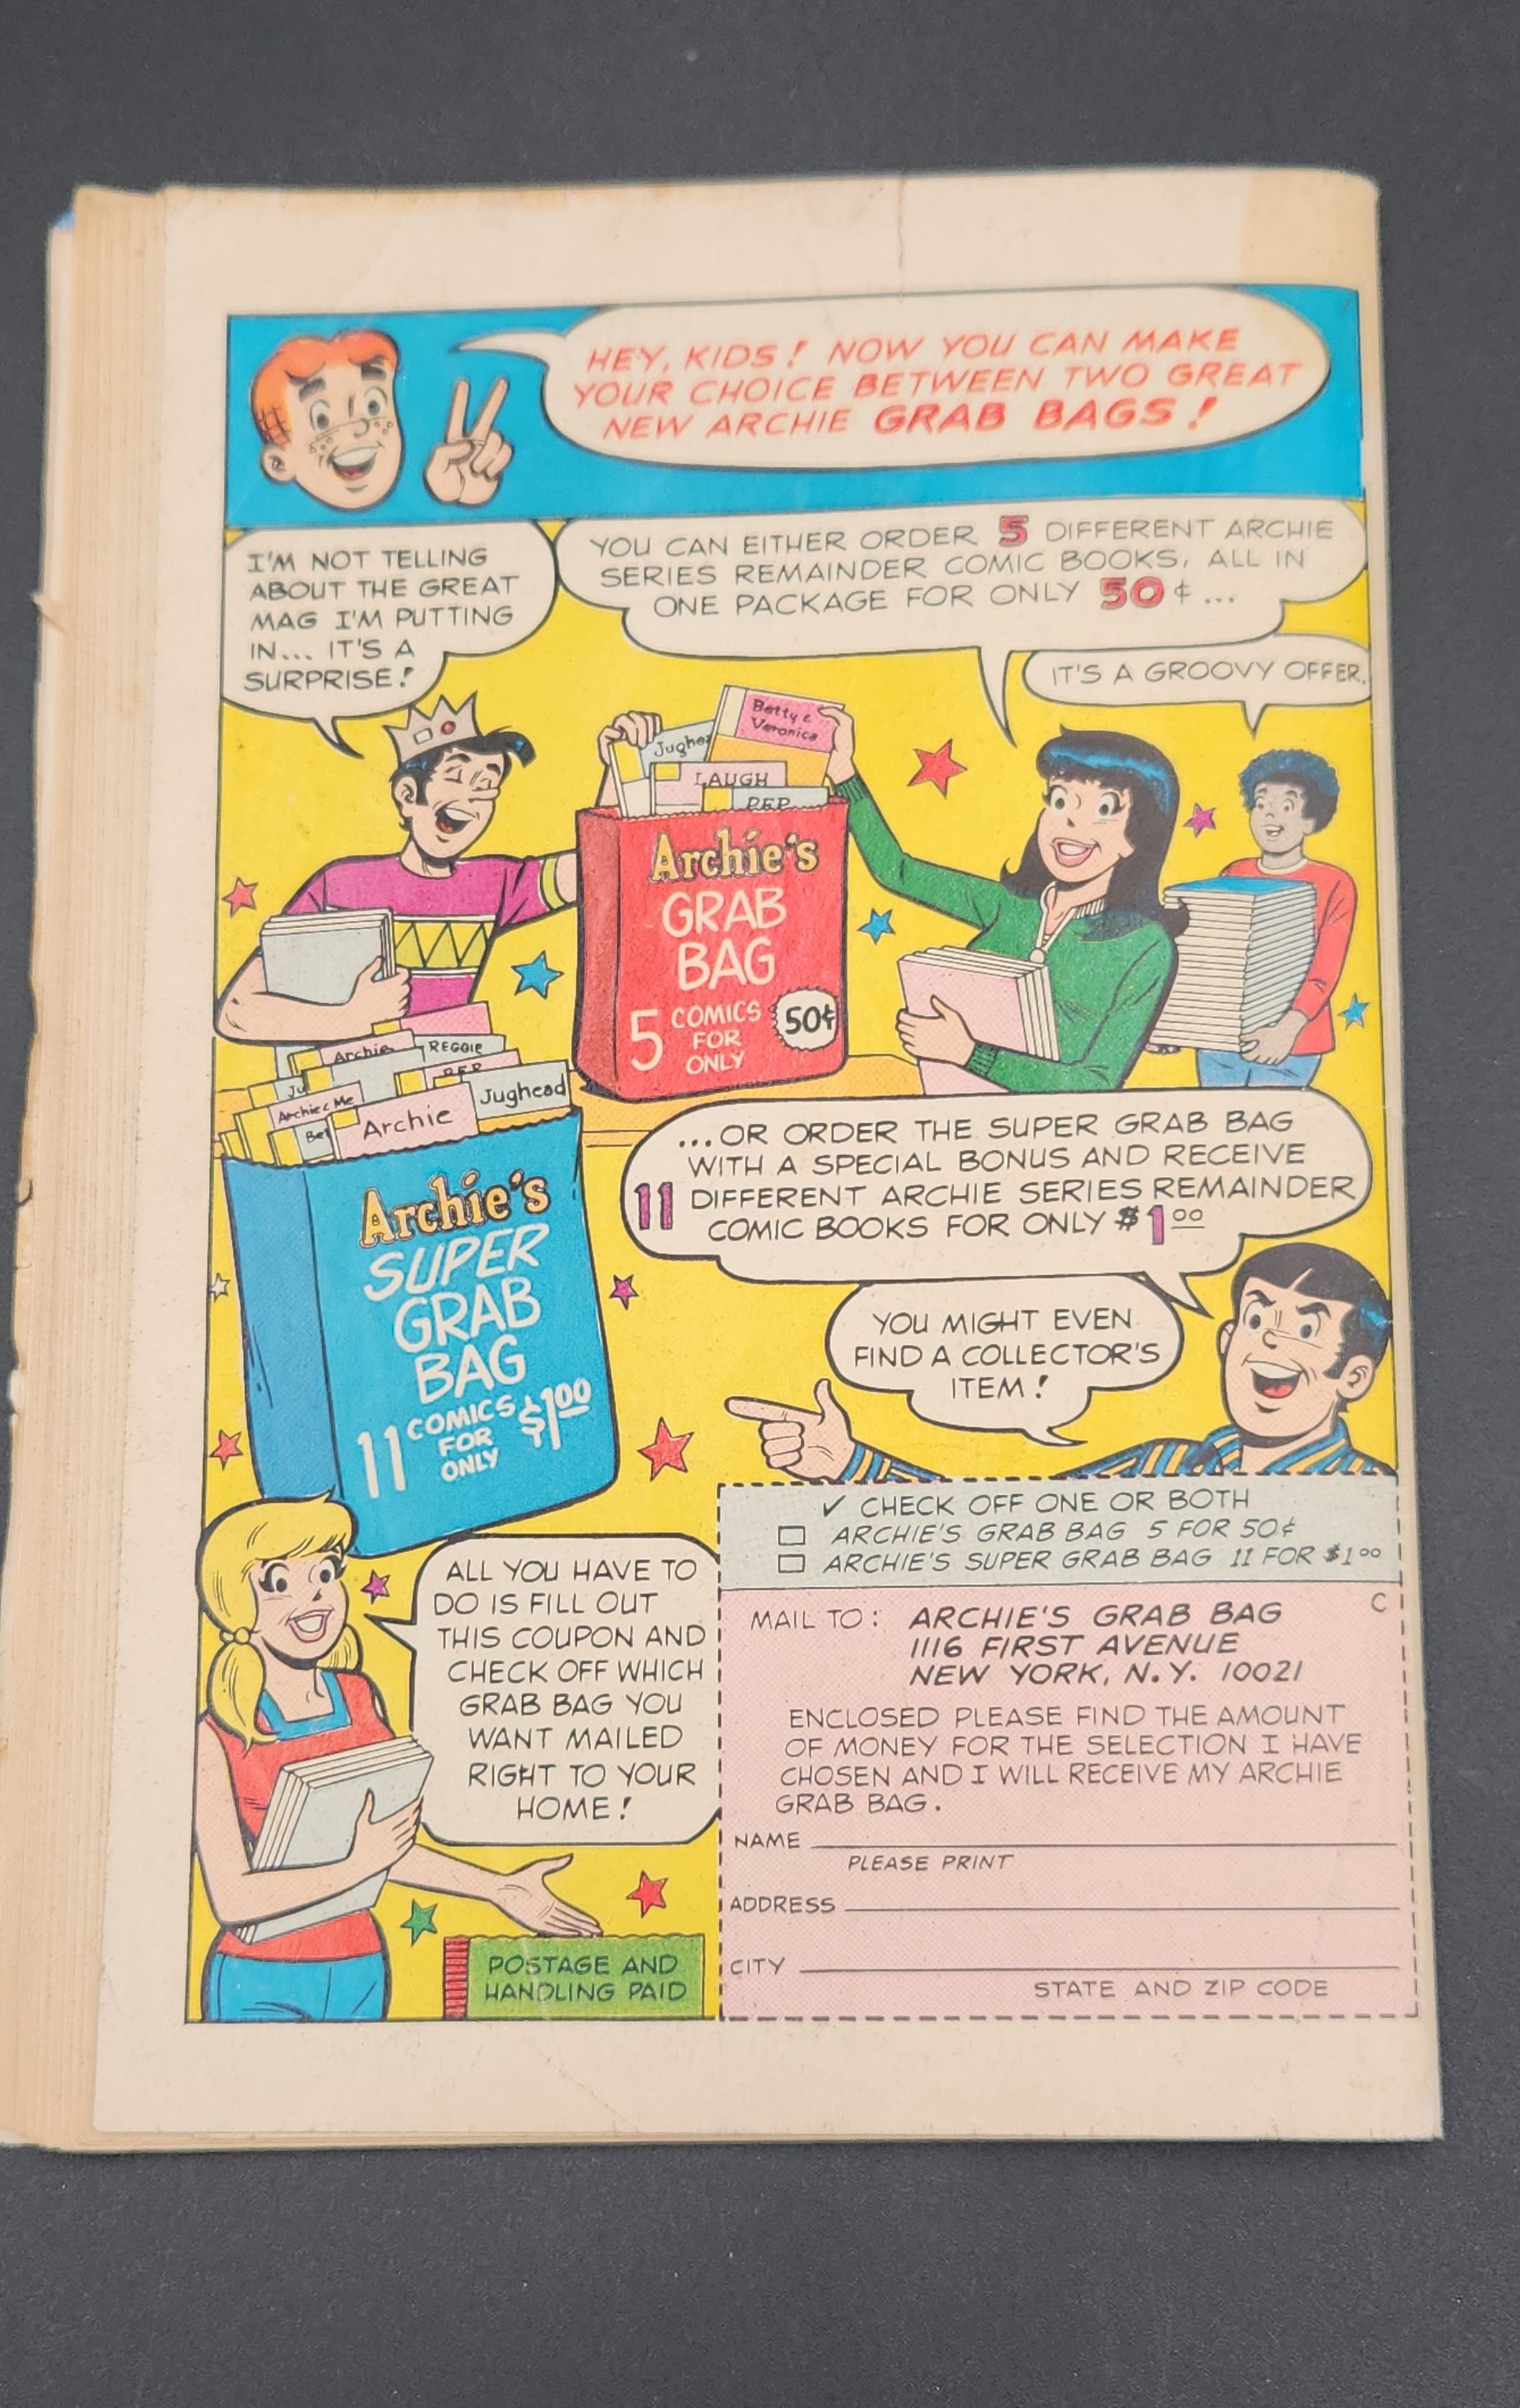 HEY, KIDS! NOW YOU CAN MAKE
YOUR CHOICE BETWEEN TWO GREAT
NEW ARCHIE GRAB BAGS!
I'M NOT TELLING
ABOUT THE GREAT
MAG I'M PUTTING
IN... IT'S A
SURPRISE!
YOU CAN EITHER ORDER 5 DIFFERENT ARCHIE
SERIES REMAINDER COMIC BOOKS, ALL IN
ONE PACKAGE FOR ONLY 50¢...
IT'S A GROOVY OFFER.
Jughea
Betty &
Veronica
LAUGH
PEP
Archie's
GRAB
BAG
5 COMICS
FOR
ONLY
50¢
Archie
REGGIE
PEP
Ju
Archie & Me
Bet
Archie
Jughead
Archie's
SUPER
GRAB
BAG
11 COMICS
FOR
ONLY
$1.00
...OR ORDER THE SUPER GRAB BAG
WITH A SPECIAL BONUS AND RECEIVE
11 DIFFERENT ARCHIE SERIES REMAINDER
COMIC BOOKS FOR ONLY $1.00
YOU MIGHT EVEN
FIND A COLLECTOR'S
ITEM!
ALL YOU HAVE TO
DO IS FILL OUT
THIS COUPON AND
CHECK OFF WHICH
GRAB BAG YOU
WANT MAILED
RIGHT TO YOUR
HOME!
POSTAGE AND
HANDLING PAID
✓ CHECK OFF ONE OR BOTH
□ ARCHIE'S GRAB BAG 5 FOR 50¢
□ ARCHIE'S SUPER GRAB BAG 11 FOR $1.00
C
MAIL TO: ARCHIE'S GRAB BAG
1116 FIRST AVENUE
NEW YORK, N.Y. 10021
ENCLOSED PLEASE FIND THE AMOUNT
OF MONEY FOR THE SELECTION I HAVE
CHOSEN AND I WILL RECEIVE MY ARCHIE
GRAB BAG.
NAME
PLEASE PRINT
ADDRESS
CITY
STATE AND ZIP CODE